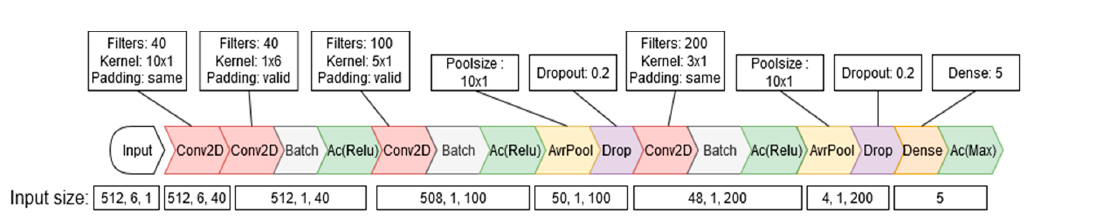 Filters: 40
Kernel: 10x1
Padding: same
Filters: 40
Kernel: 1x6
Padding: valid
Filters: 100
Kernel: 5x1
Padding: valid
Poolsize :
10x1
Dropout: 0.2
Filters: 200
Kernel: 3x1
Padding: same
Poolsize :
10x1
Dropout: 0.2
Dense: 5
Input Conv2D Conv2D Batch Ac(Relu) Conv2D Batch Ac(Relu) AvrPool Drop Conv2D Batch Ac(Relu) AvrPool Drop Dense Ac(Max)
Input size: 512, 6, 1 512, 6, 40 512, 1, 40 508, 1, 100 50, 1, 100 48, 1, 200 4, 1, 200 5